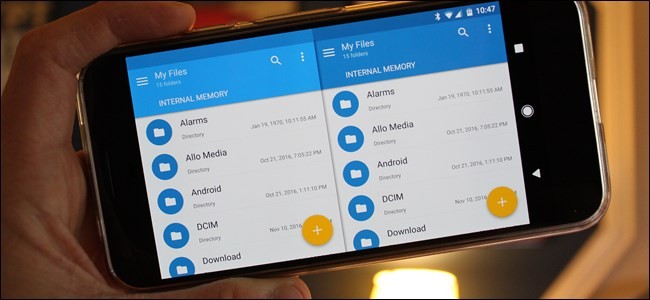 My Files
15 folders
INTERNAL MEMORY
Alarms
Directory
Jan 19, 1970, 10:11:55 AM
Allo Media
Directory
Oct 21, 2016, 7:05:22 PM
Android
Directory
Oct 21, 2016, 1:11:10 PM
DCIM
Directory
Nov 10, 2016
Download
Directory
10:47
My Files
15 folders
INTERNAL MEMORY
Alarms
Directory
Jan 19, 1970, 10:11:55 AM
Allo Media
Directory
Oct 21, 2016, 7:05:22 PM
Android
Directory
Oct 21, 2016, 1:11:10 PM
DCIM
Directory
Nov 10, 2016
Download
Directory